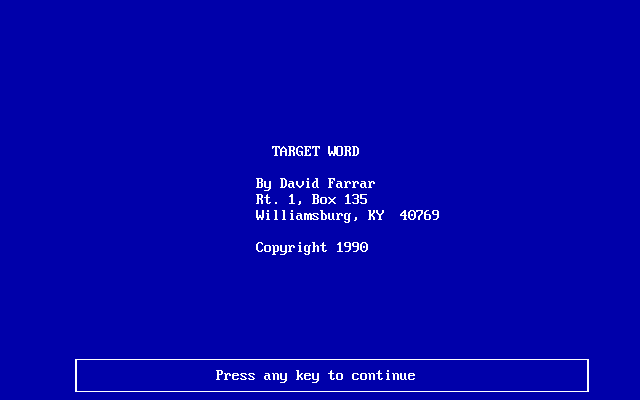 TARGET WORD
By David Farrar
Rt. 1, Box 135
Williamsburg, KY  40769
Copyright 1990
Press any key to continue